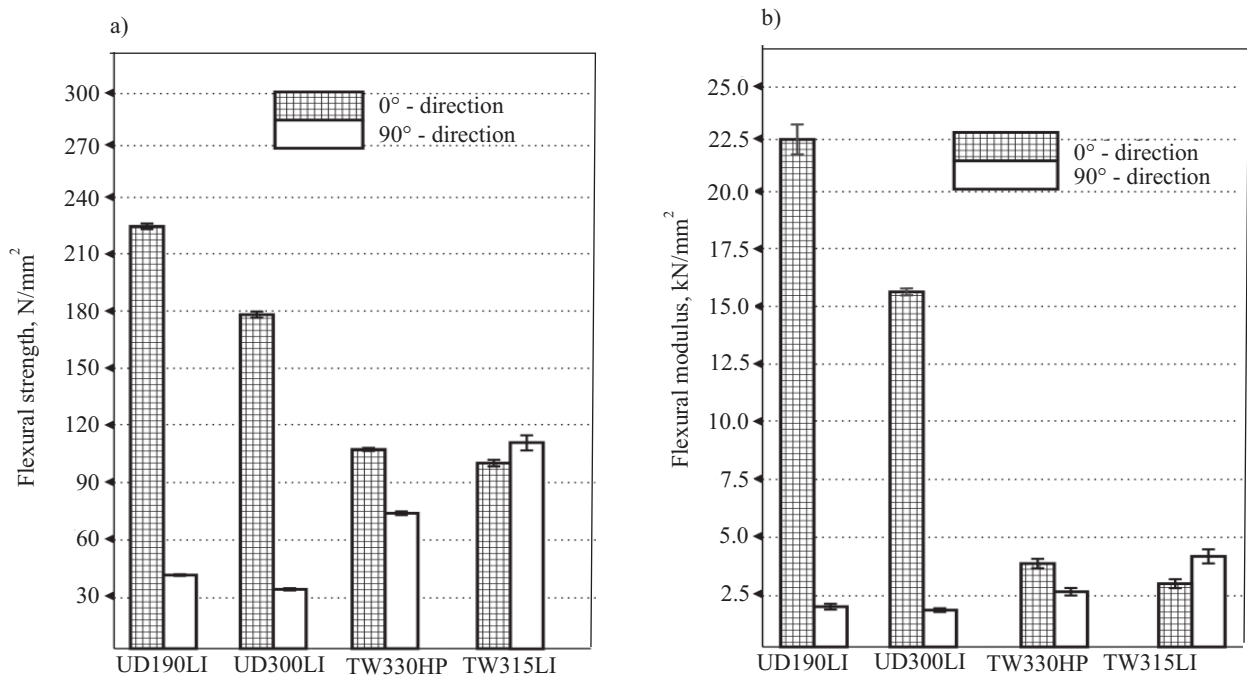 a)
Flexural strength, N/mm²
300
270
240
210
180
150
120
90
60
30
0° - direction
90° - direction
UD190LI UD300LI TW330HP TW315LI
b)
Flexural modulus, kN/mm²
25.0
22.5
20.0
17.5
15.0
12.5
10.0
7.5
5.0
2.5
0° - direction
90° - direction
UD190LI UD300LI TW330HP TW315LI